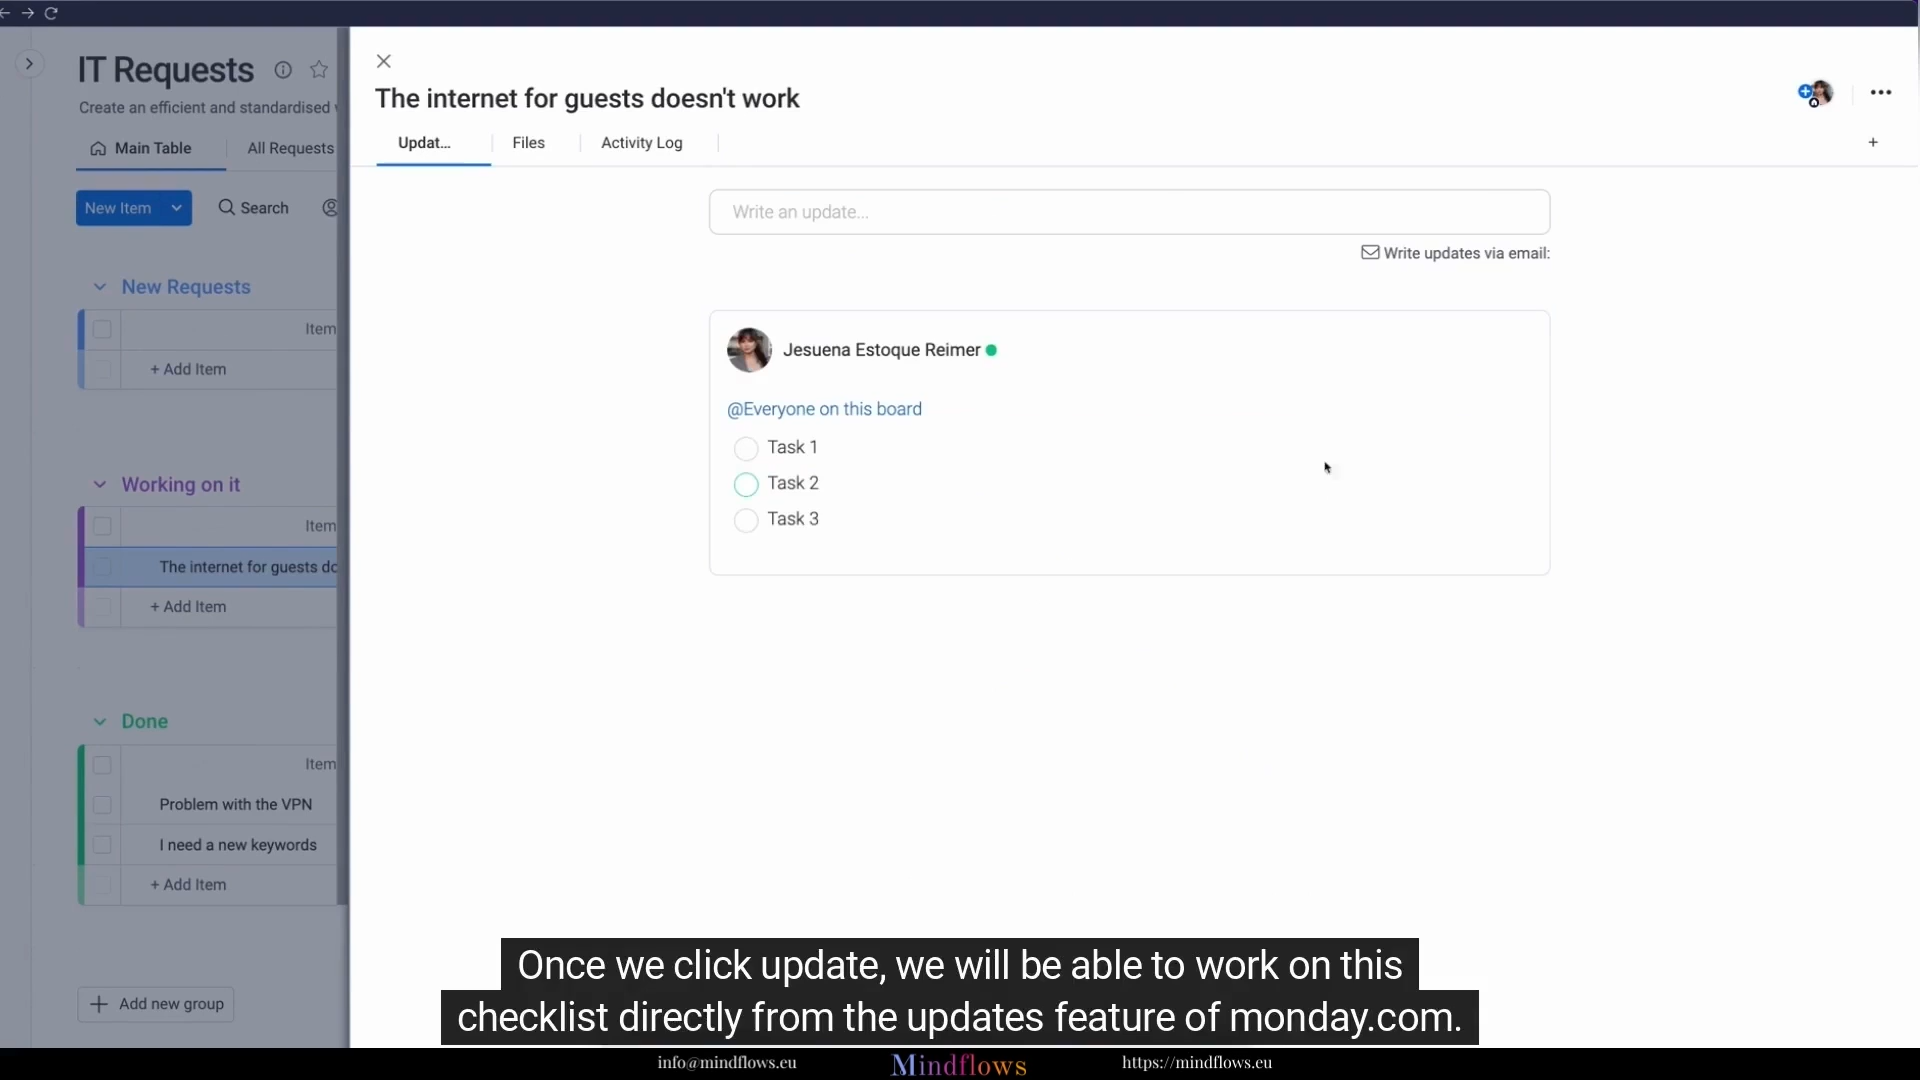 IT Requests
Create an efficient and standardised
Main Table
All Requests
New Item
Search
New Requests
Item
+ Add Item
Working on it
Item
The internet for guests do
+ Add Item
Done
Item
Problem with the VPN
I need a new keywords
+ Add Item
Add new group
The internet for guests doesn't work
Updat...
Files
Activity Log
+
Write an update...
Write updates via email:
Jesuena Estoque Reimer
@Everyone on this board
Task 1
Task 2
Task 3
Once we click update, we will be able to work on this
checklist directly from the updates feature of monday.com.
info@mindflows.eu
Mindflows
https://mindflows.eu